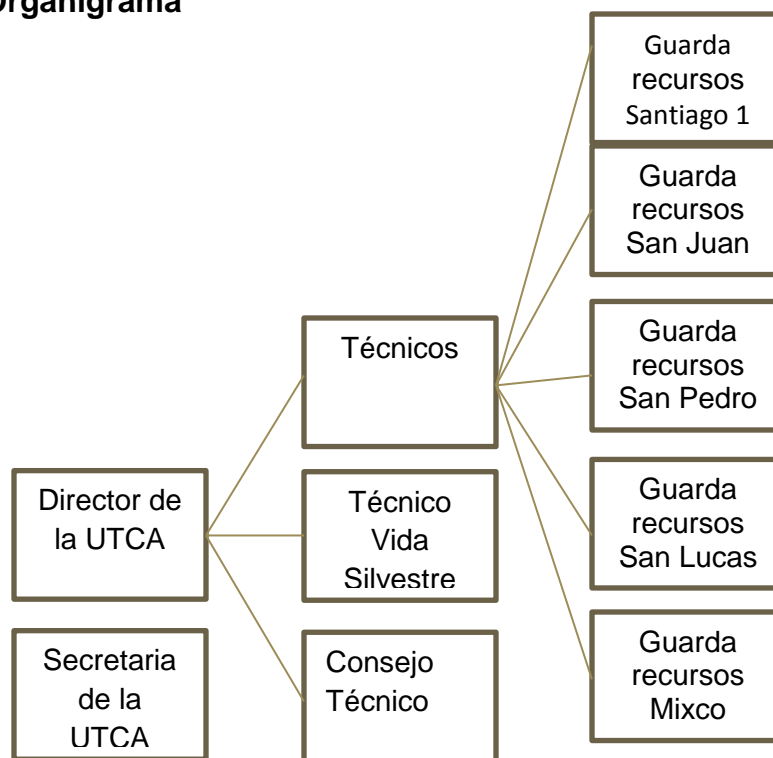 Organigrama
Guarda
recursos
Santiago 1
Guarda
recursos
San Juan
Técnicos
Guarda
recursos
San Pedro
Director de
la UTCA
Técnico
Vida
Silvestre
Guarda
recursos
San Lucas
Secretaria
de la
UTCA
Consejo
Técnico
Guarda
recursos
Mixco